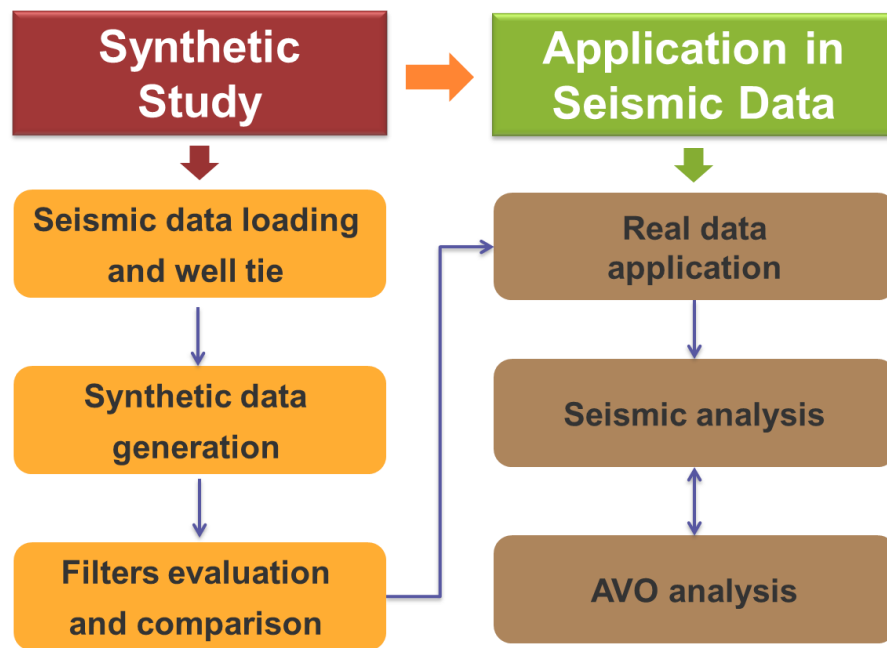 Synthetic
Study
Seismic data loading
and well tie
Synthetic data
generation
Filters evaluation
and comparison
Application in
Seismic Data
Real data
application
Seismic analysis
AVO analysis